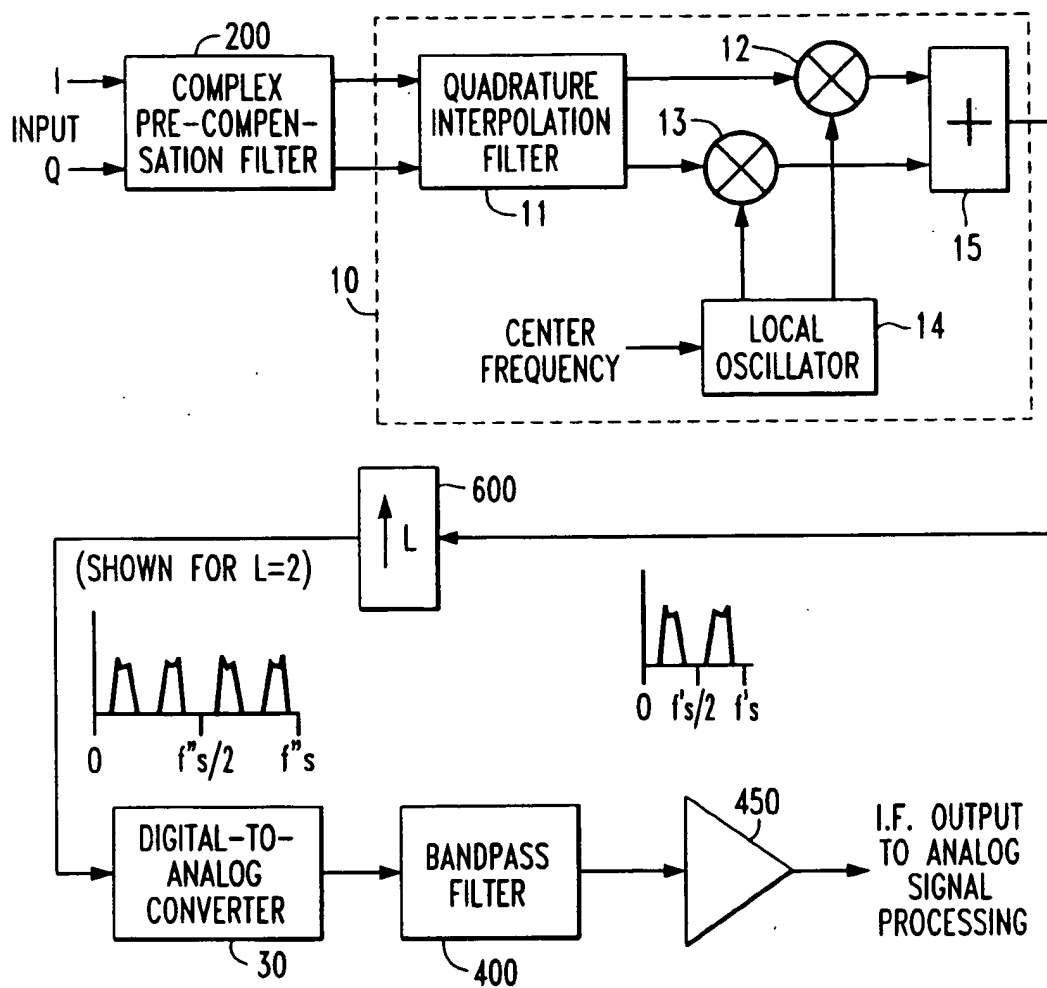 200
I
INPUT
Q
COMPLEX
PRE-COMPEN-
SATION FILTER
QUADRATURE
INTERPOLATION
FILTER
11
12
13
+
15
10
CENTER
FREQUENCY
LOCAL
OSCILLATOR
14
600
L
(SHOWN FOR L=2)
0
f"s/2
f"s
0
f's/2
f's
DIGITAL-TO-
ANALOG
CONVERTER
30
BANDPASS
FILTER
400
450
I.F. OUTPUT
TO ANALOG
SIGNAL
PROCESSING